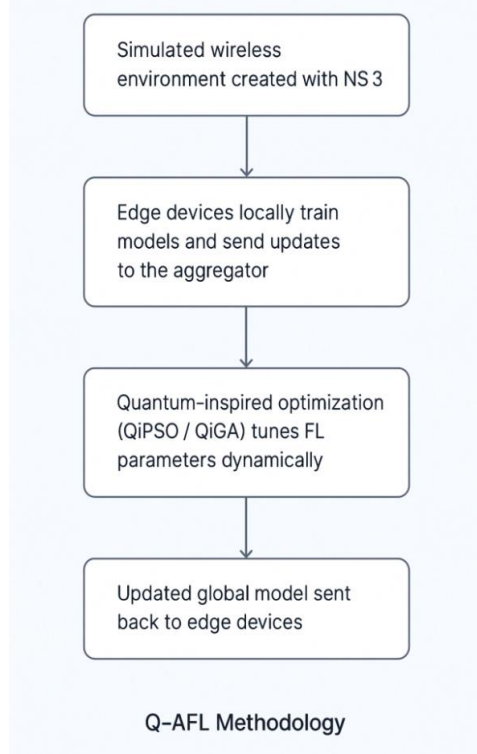 Simulated wireless
environment created with NS 3
Edge devices locally train
models and send updates
to the aggregator
Quantum-inspired optimization
(QiPSO / QiGA) tunes FL
parameters dynamically
Updated global model sent
back to edge devices
Q-AFL Methodology